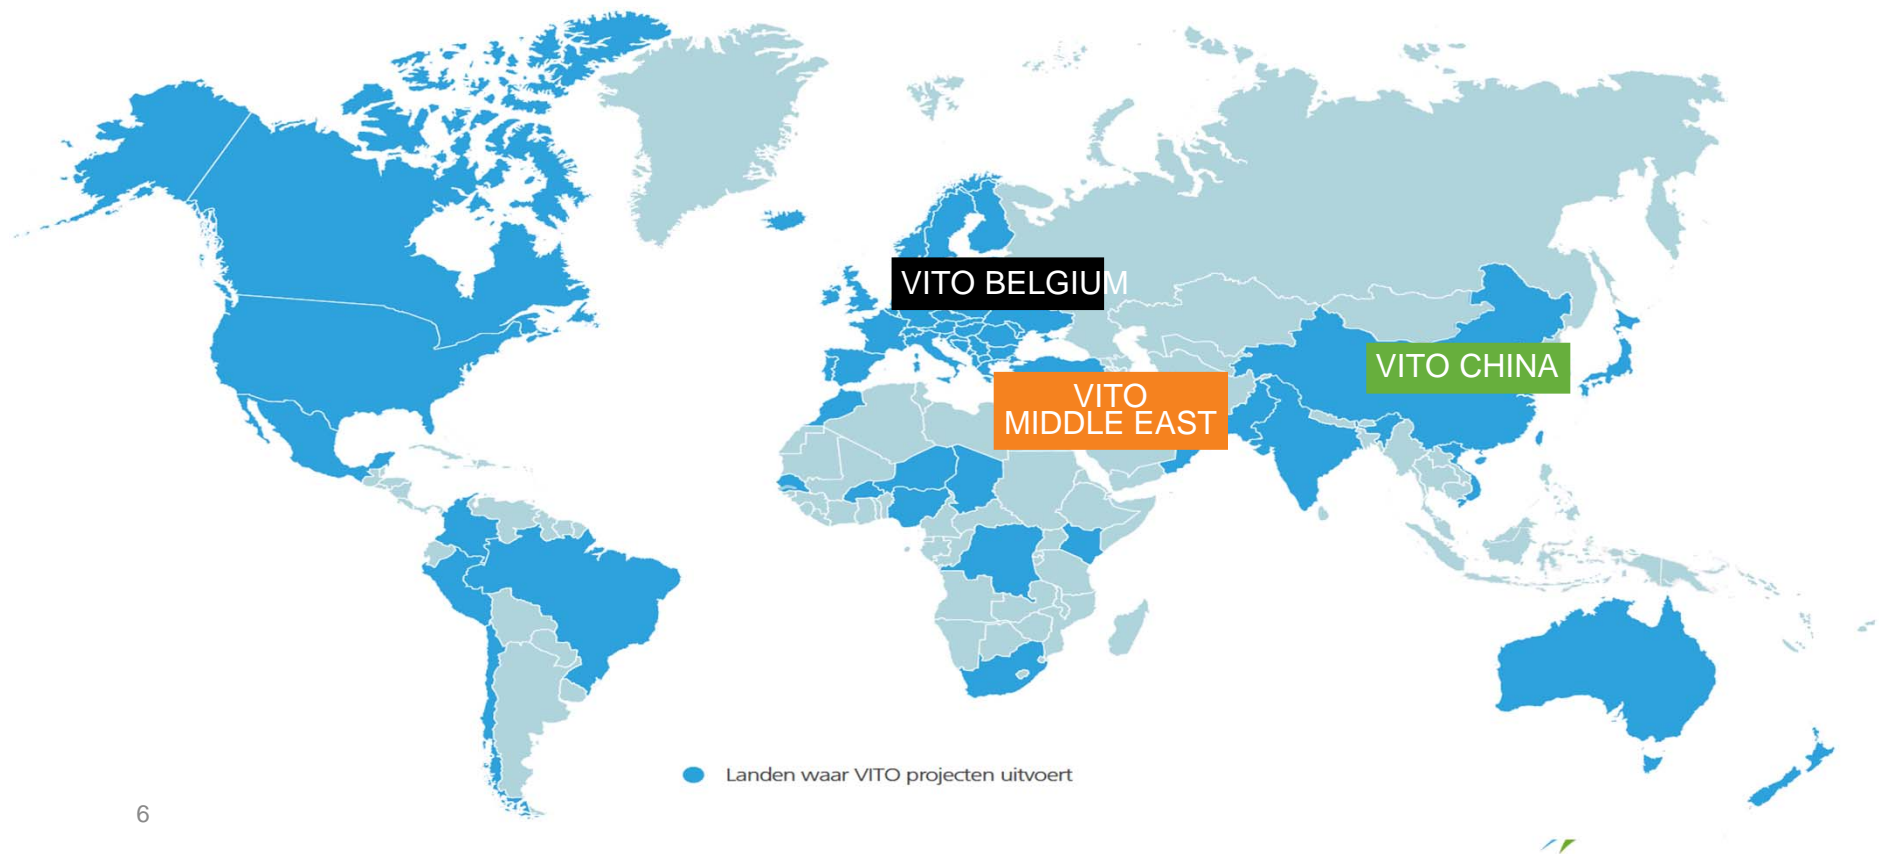 VITO BELGIUM
VITO CHINA
VITO
MIDDLE EAST
Landen waar VITO projecten uitvoert
6